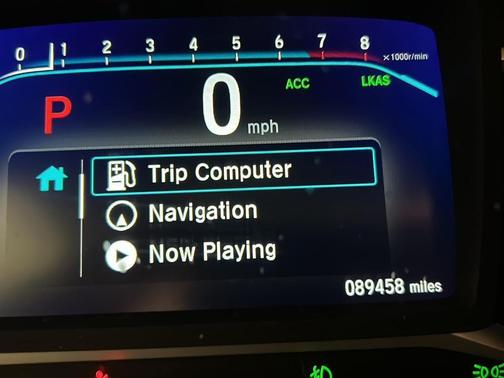 0 1 2 3 4 5 6 7 8 ×1000r/min
ACC LKAS
P 0 mph
Trip Computer
Navigation
Now Playing
089458 miles